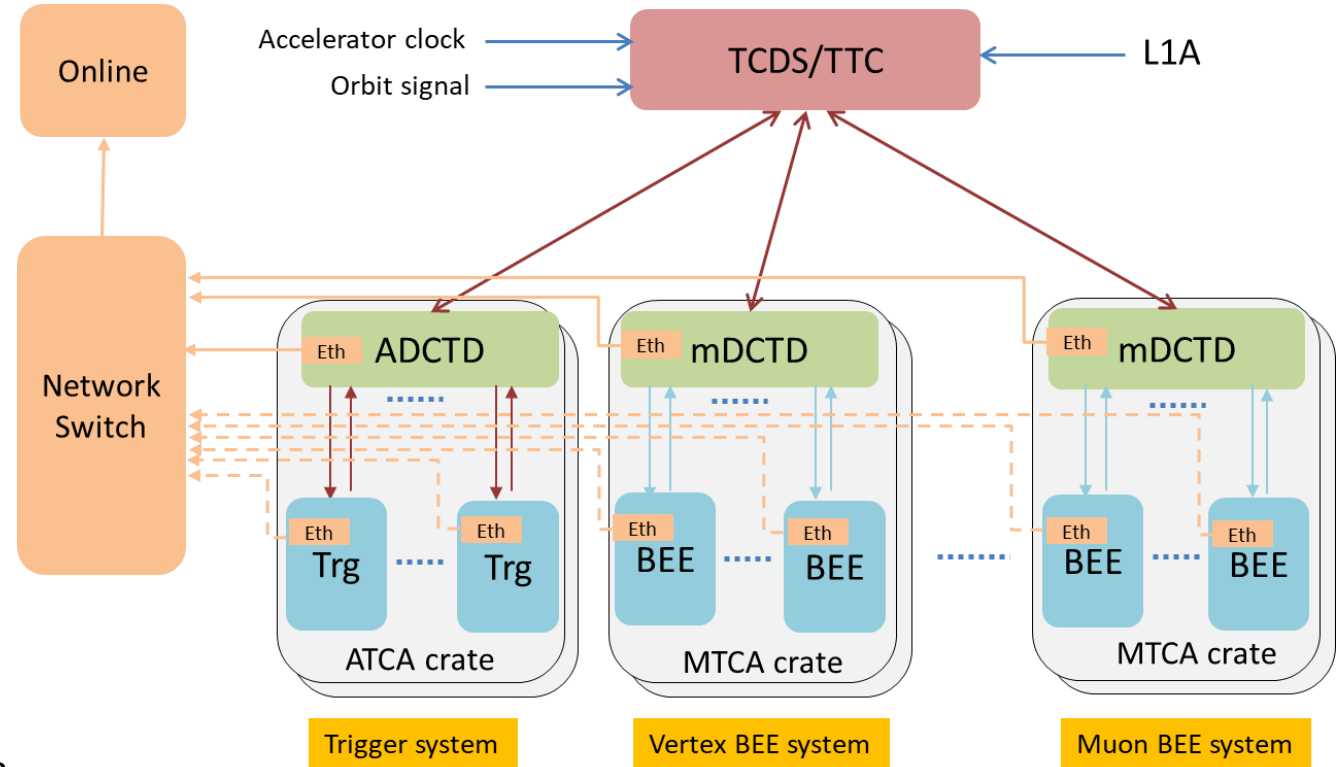 Online
Accelerator clock
Orbit signal
TCDS/TTC
L1A
Network
Switch
Eth
ADCTD
Eth
mDCTD
Eth
mDCTD
Eth
Trg
Eth
Trg
Eth
BEE
Eth
BEE
Eth
BEE
Eth
BEE
ATCA crate
MTCA crate
MTCA crate
Trigger system
Vertex BEE system
Muon BEE system